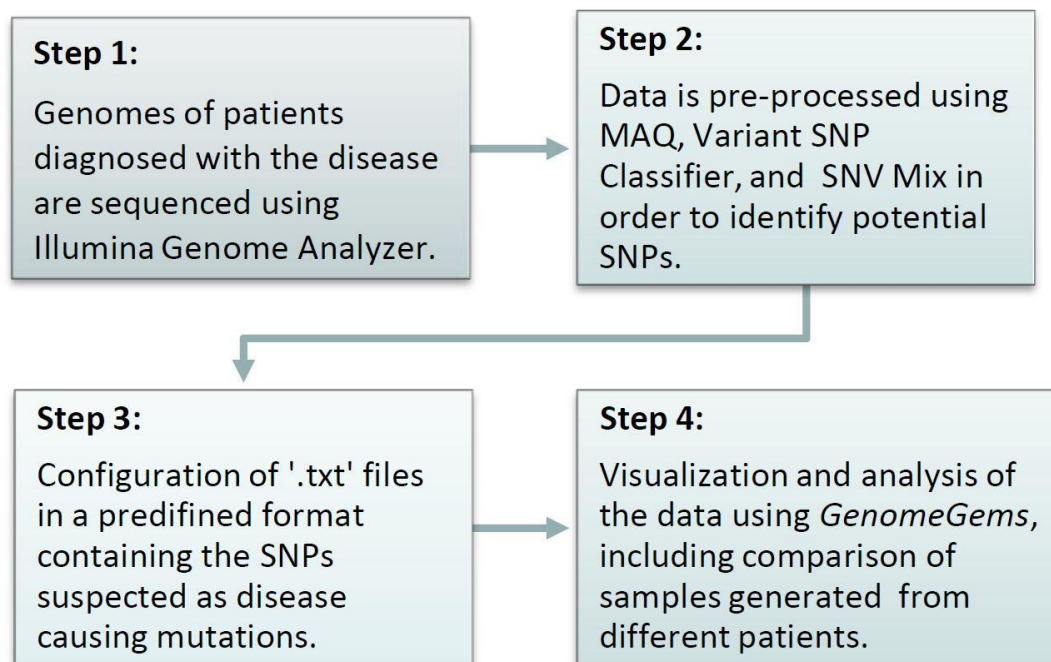 Step 1:
Genomes of patients
diagnosed with the disease
are sequenced using
Illumina Genome Analyzer.
Step 2:
Data is pre-processed using
MAQ, Variant SNP
Classifier, and SNV Mix in
order to identify potential
SNPs.
Step 3:
Configuration of '.txt' files
in a predifined format
containing the SNPs
suspected as disease
causing mutations.
Step 4:
Visualization and analysis of
the data using GenomeGems,
including comparison of
samples generated from
different patients.